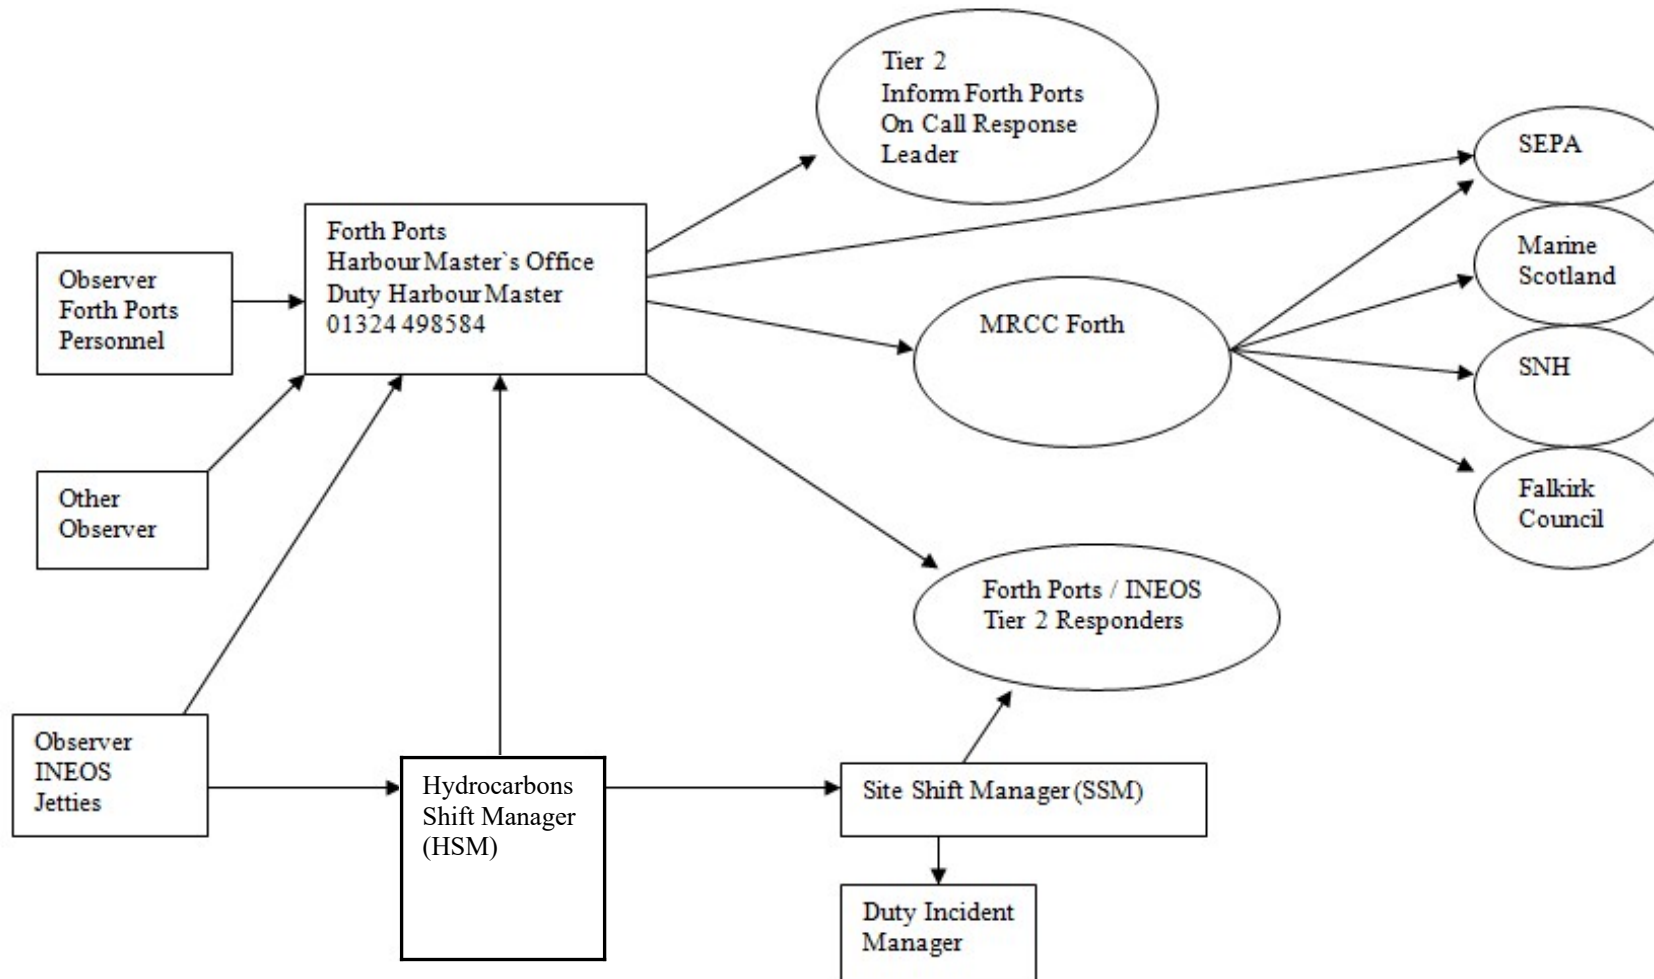 Tier 2
Inform Forth Ports
On Call Response
Leader
SEPA
Forth Ports
Harbour Master`s Office
Duty Harbour Master
01324 498584
Marine
Scotland
Observer
Forth Ports
Personnel
MRCC Forth
SNH
Other
Observer
Falkirk
Council
Forth Ports / INEOS
Tier 2 Responders
Observer
INEOS
Jetties
Hydrocarbons
Shift Manager
(HSM)
Site Shift Manager (SSM)
Duty Incident
Manager